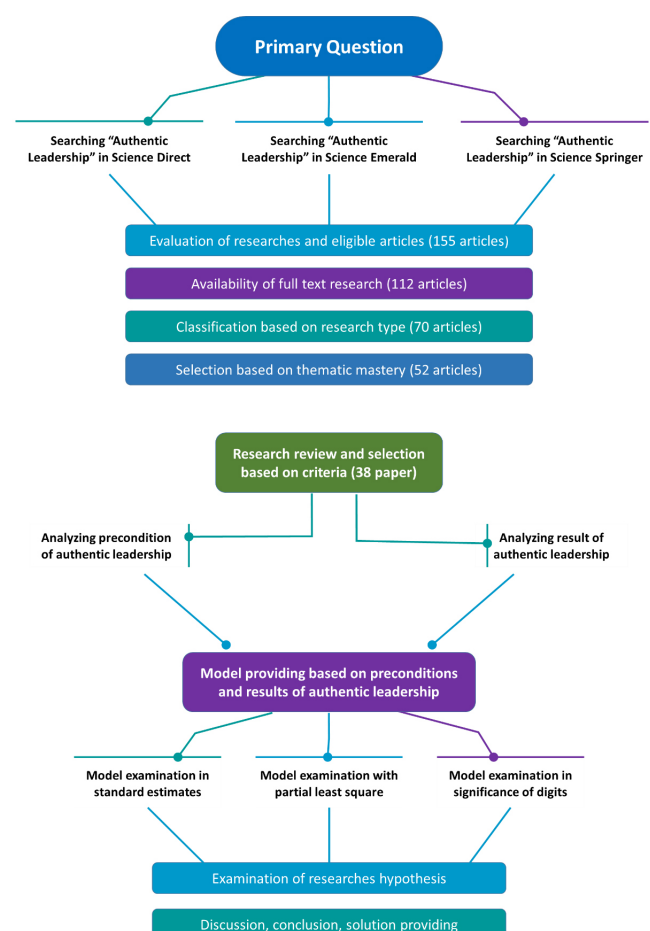 Primary Question
Searching “Authentic
Leadership” in Science Direct
Searching “Authentic
Leadership” in Science Emerald
Searching “Authentic
Leadership” in Science Springer
Evaluation of researches and eligible articles (155 articles)
Availability of full text research (112 articles)
Classification based on research type (70 articles)
Selection based on thematic mastery (52 articles)
Research review and selection
based on criteria (38 paper)
Analyzing precondition
of authentic leadership
Analyzing result of
authentic leadership
Model providing based on preconditions
and results of authentic leadership
Model examination in
standard estimates
Model examination with
partial least square
Model examination in
significance of digits
Examination of researches hypothesis
Discussion, conclusion, solution providing